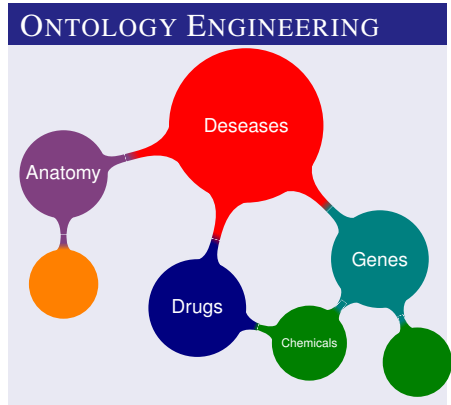 ONTOLOGY ENGINEERING
Deseases
Anatomy
Genes
Drugs
Chemicals